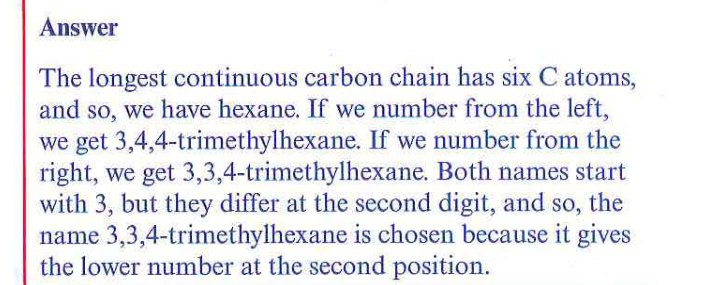 Answer
The longest continuous carbon chain has six C atoms,
and so, we have hexane. If we number from the left,
we get 3,4,4-trimethylhexane. If we number from the
right, we get 3,3,4-trimethylhexane. Both names start
with 3, but they differ at the second digit, and so, the
name 3,3,4-trimethylhexane is chosen because it gives
the lower number at the second position.